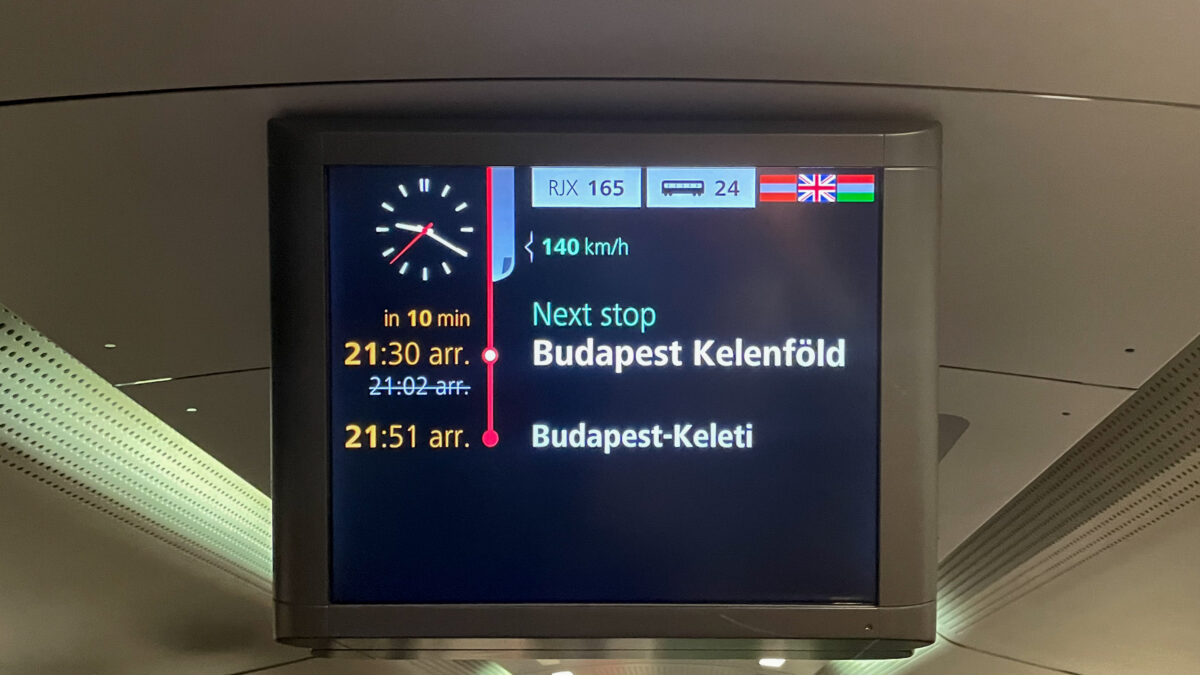 RJX 165
24
140 km/h
in 10 min
Next stop
21:30 arr.
Budapest Kelenföld
21:02 arr.
21:51 arr.
Budapest-Keleti